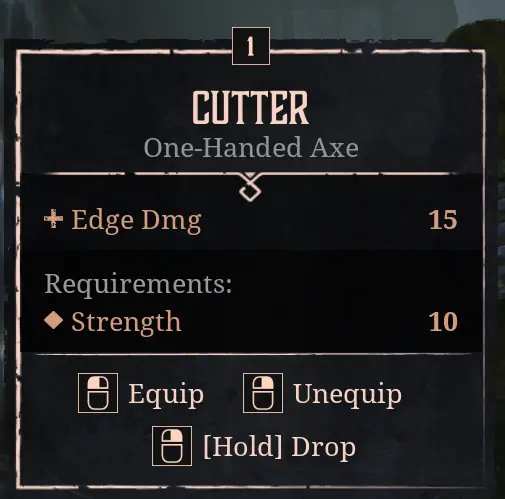 1
CUTTER
One-Handed Axe
Edge Dmg 15
Requirements:
Strength 10
Equip Unequip
[Hold] Drop